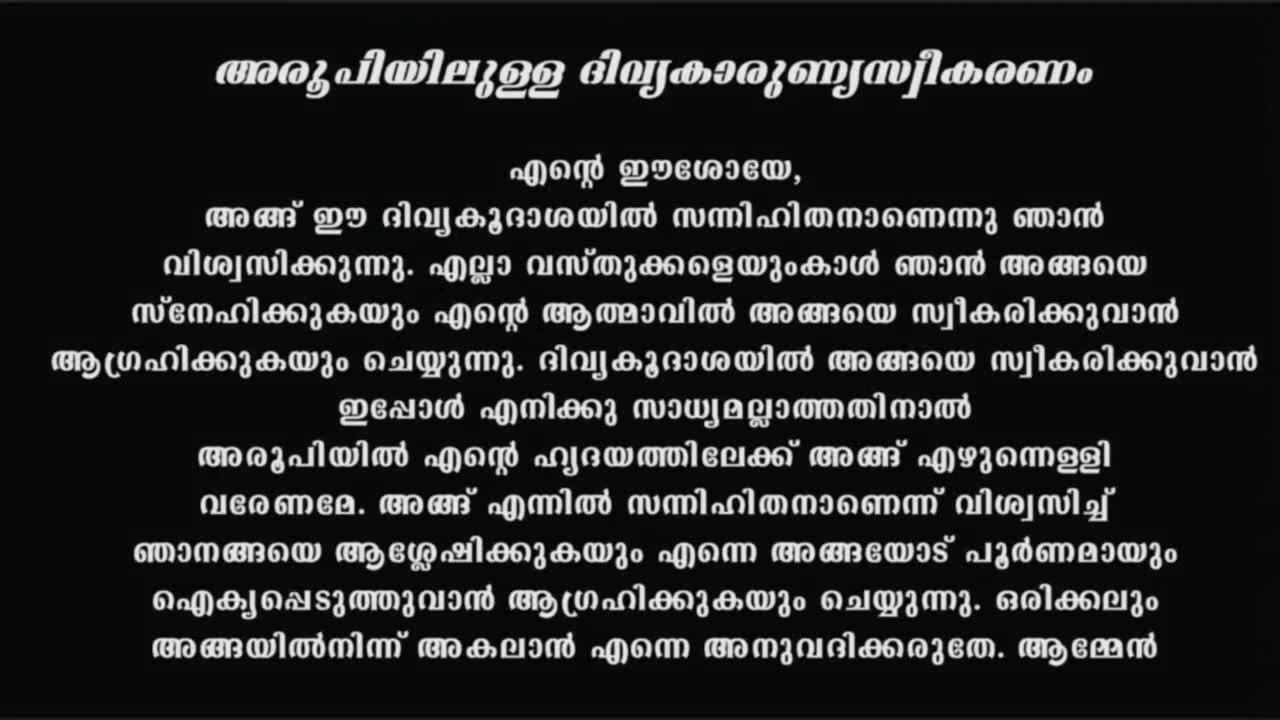 അരൂപിയിലുള്ള ദിവ്യകാരുണ്യസ്വീകരണം
എന്റെ ഈശോയേ,
അങ്ങ് ഈ ദിവ്യകൂദാശയിൽ സന്നിഹിതനാണെന്നു ഞാൻ
വിശ്വസിക്കുന്നു. എല്ലാ വസ്തുക്കളെയുംകാൾ ഞാൻ അങ്ങയെ
സ്നേഹിക്കുകയും എന്റെ ആത്മാവിൽ അങ്ങയെ സ്വീകരിക്കുവാൻ
ആഗ്രഹിക്കുകയും ചെയ്യുന്നു. ദിവ്യകൂദാശയിൽ അങ്ങയെ സ്വീകരിക്കുവാൻ
ഇപ്പോൾ എനിക്കു സാധ്യമല്ലാത്തതിനാൽ
അരൂപിയിൽ എന്റെ ഹൃദയത്തിലേക്ക് അങ്ങ് എഴുന്നെള്ളി
വരേണമേ. അങ്ങ് എന്നിൽ സന്നിഹിതനാണെന്ന് വിശ്വസിച്ച്
ഞാനങ്ങയെ ആശ്ലേഷിക്കുകയും എന്നെ അങ്ങയോട് പൂർണമായും
ഐക്യപ്പെടുത്തുവാൻ ആഗ്രഹിക്കുകയും ചെയ്യുന്നു. ഒരിക്കലും
അങ്ങയിൽനിന്ന് അകലാൻ എന്നെ അനുവദിക്കരുതേ. ആമ്മേൻ